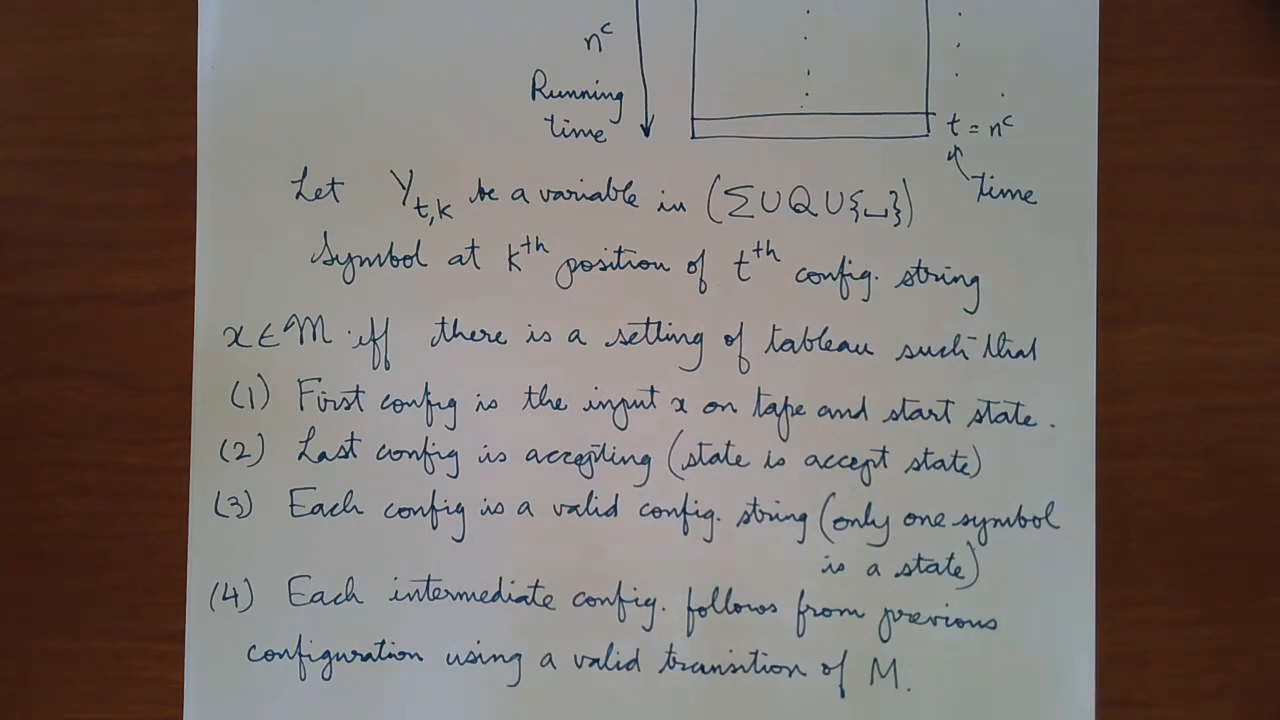 n^c
Running
time
t = n^c
time
Let Y_{t,k} be a variable in (Σ ∪ Q ∪ {␣})
Symbol at k^th position of t^th config. string
x ∈ M iff there is a setling of tableau such that
(1) First config is the input x on tape and start state.
(2) Last config is accepting (state is accept state)
(3) Each config is a valid config. string (only one symbol
is a state)
(4) Each intermediate config. follows from previous
configuration using a valid transition of M.